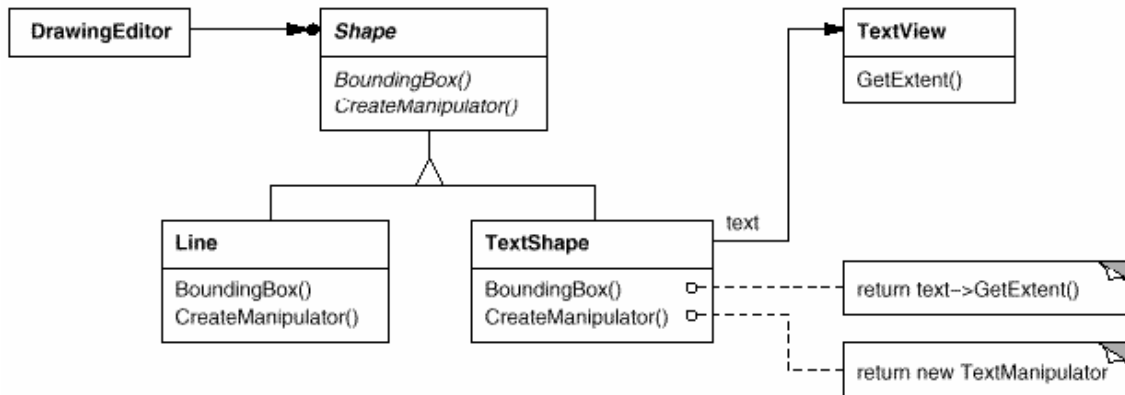 DrawingEditor
Shape
BoundingBox()
CreateManipulator()
TextView
GetExtent()
Line
BoundingBox()
CreateManipulator()
TextShape
BoundingBox()
CreateManipulator()
text
return text->GetExtent()
return new TextManipulator